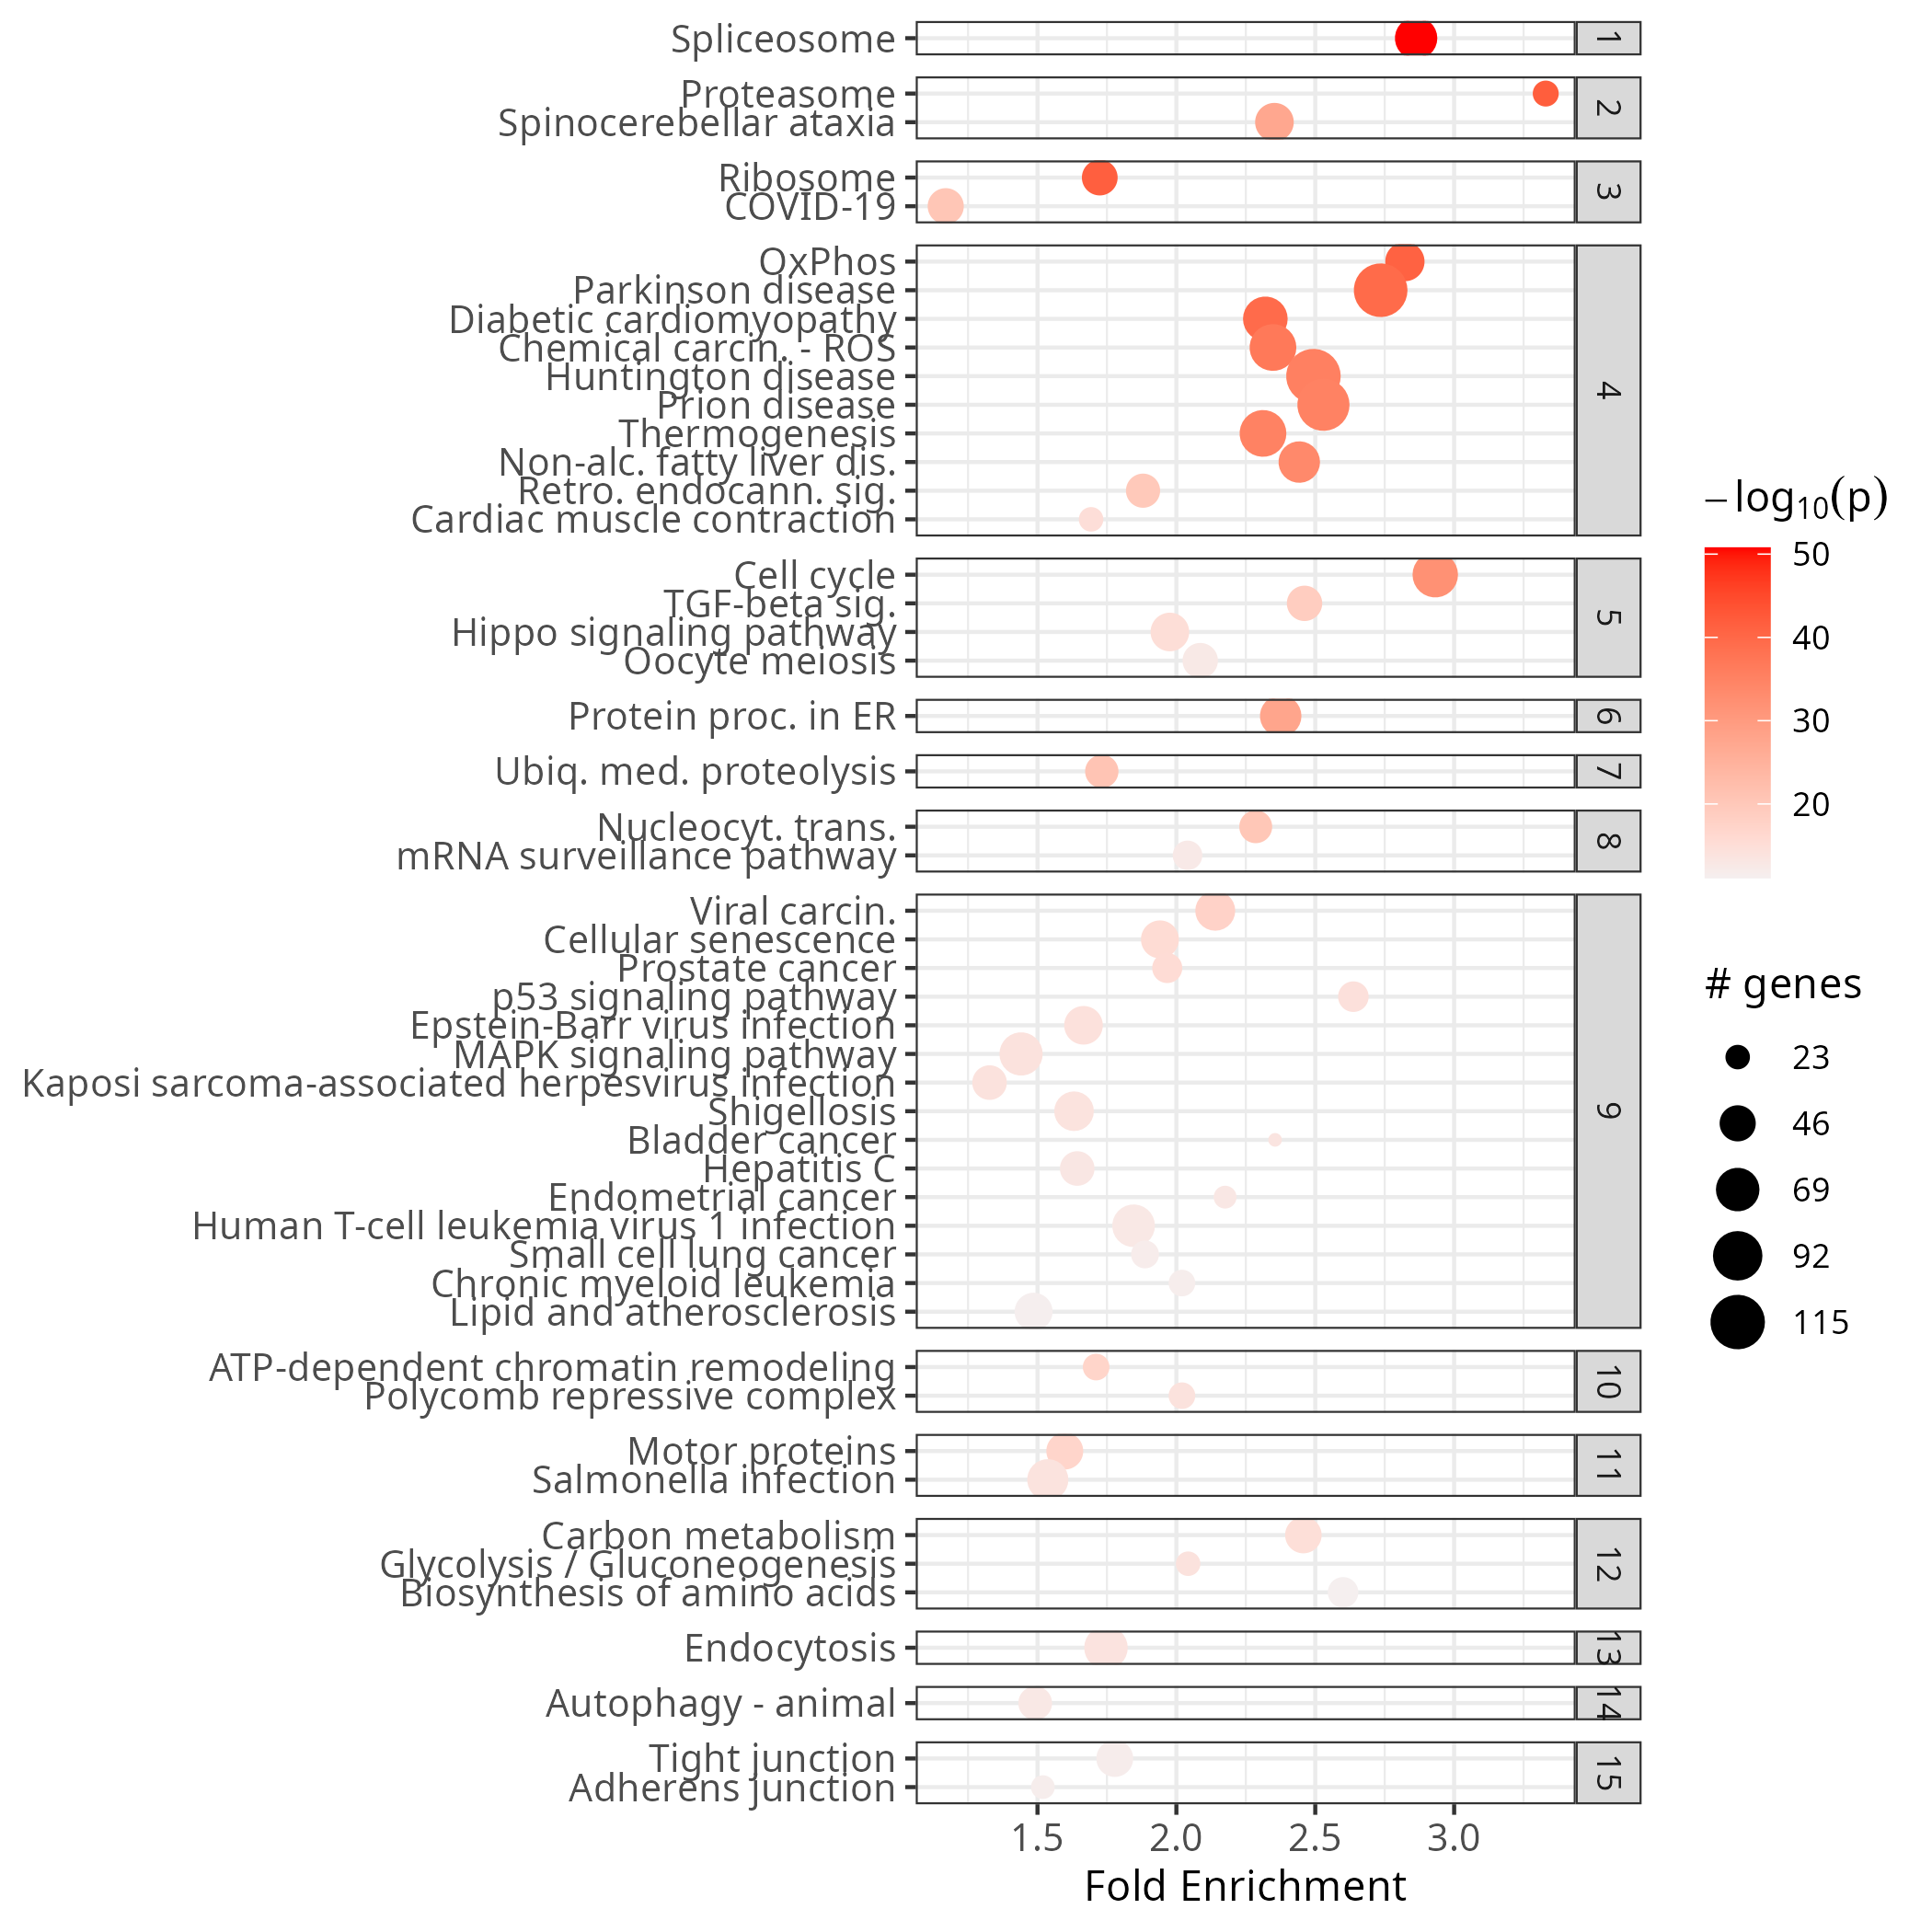 Spliceosome
1
Proteasome
Spinocerebellar ataxia
2
Ribosome
COVID-19
3
OxPhos
Parkinson disease
Diabetic cardiomyopathy
Chemical carcin. - ROS
Huntington disease
Prion disease
Thermogenesis
Non-alc. fatty liver dis.
Retro. endocann. sig.
Cardiac muscle contraction
4
Cell cycle
TGF-beta sig.
Hippo signaling pathway
Oocyte meiosis
5
Protein proc. in ER
6
Ubiq. med. proteolysis
7
Nucleocyt. trans.
mRNA surveillance pathway
8
Viral carcin.
Cellular senescence
Prostate cancer
p53 signaling pathway
Epstein-Barr virus infection
MAPK signaling pathway
Kaposi sarcoma-associated herpesvirus infection
Shigellosis
Bladder cancer
Hepatitis C
Endometrial cancer
Human T-cell leukemia virus 1 infection
Small cell lung cancer
Chronic myeloid leukemia
Lipid and atherosclerosis
9
ATP-dependent chromatin remodeling
Polycomb repressive complex
10
Motor proteins
Salmonella infection
11
Carbon metabolism
Glycolysis / Gluconeogenesis
Biosynthesis of amino acids
12
Endocytosis
13
Autophagy - animal
14
Tight junction
Adherens junction
15
1.5 2.0 2.5 3.0
Fold Enrichment
−log₁₀(p)
50
40
30
20
# genes
23
46
69
92
115